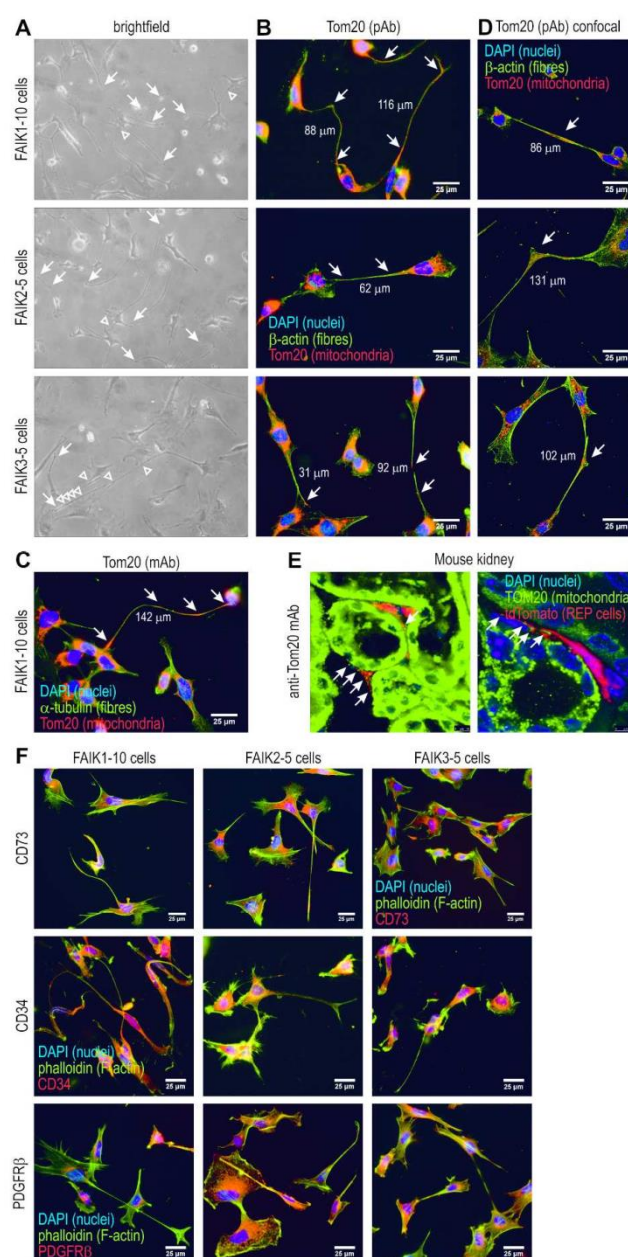 A
brightfield
FAIK1-10 cells
FAIK2-5 cells
FAIK3-5 cells
B
Tom20 (pAb)
116 µm
88 µm
25 µm
62 µm
DAPI (nuclei)
β-actin (fibres)
Tom20 (mitochondria)
25 µm
31 µm
92 µm
25 µm
D
Tom20 (pAb) confocal
DAPI (nuclei)
β-actin (fibres)
Tom20 (mitochondria)
86 µm
25 µm
131 µm
25 µm
102 µm
25 µm
C
Tom20 (mAb)
FAIK1-10 cells
142 µm
DAPI (nuclei)
α-tubulin (fibres)
Tom20 (mitochondria)
25 µm
E
Mouse kidney
anti-Tom20 mAb
DAPI (nuclei)
TOM20 (mitochondria)
tdTomato (REP cells)
F
FAIK1-10 cells
FAIK2-5 cells
FAIK3-5 cells
CD73
25 µm
25 µm
DAPI (nuclei)
phalloidin (F-actin)
CD73
25 µm
CD34
DAPI (nuclei)
phalloidin (F-actin)
CD34
25 µm
25 µm
25 µm
PDGFRβ
DAPI (nuclei)
phalloidin (F-actin)
PDGFRβ
25 µm
25 µm
25 µm